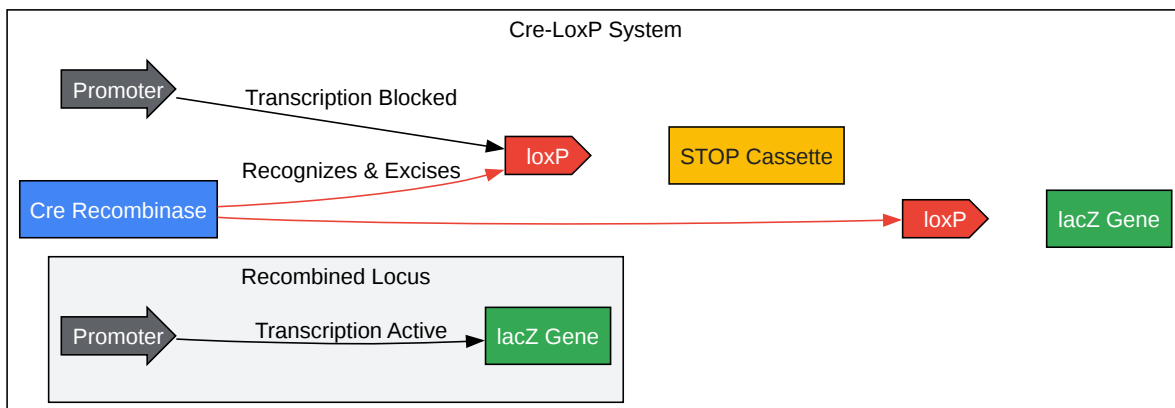 Cre-LoxP System
Promoter
Transcription Blocked
loxP
STOP Cassette
Recognizes & Excises
Cre Recombinase
loxP
lacZ Gene
Recombined Locus
Promoter
Transcription Active
lacZ Gene